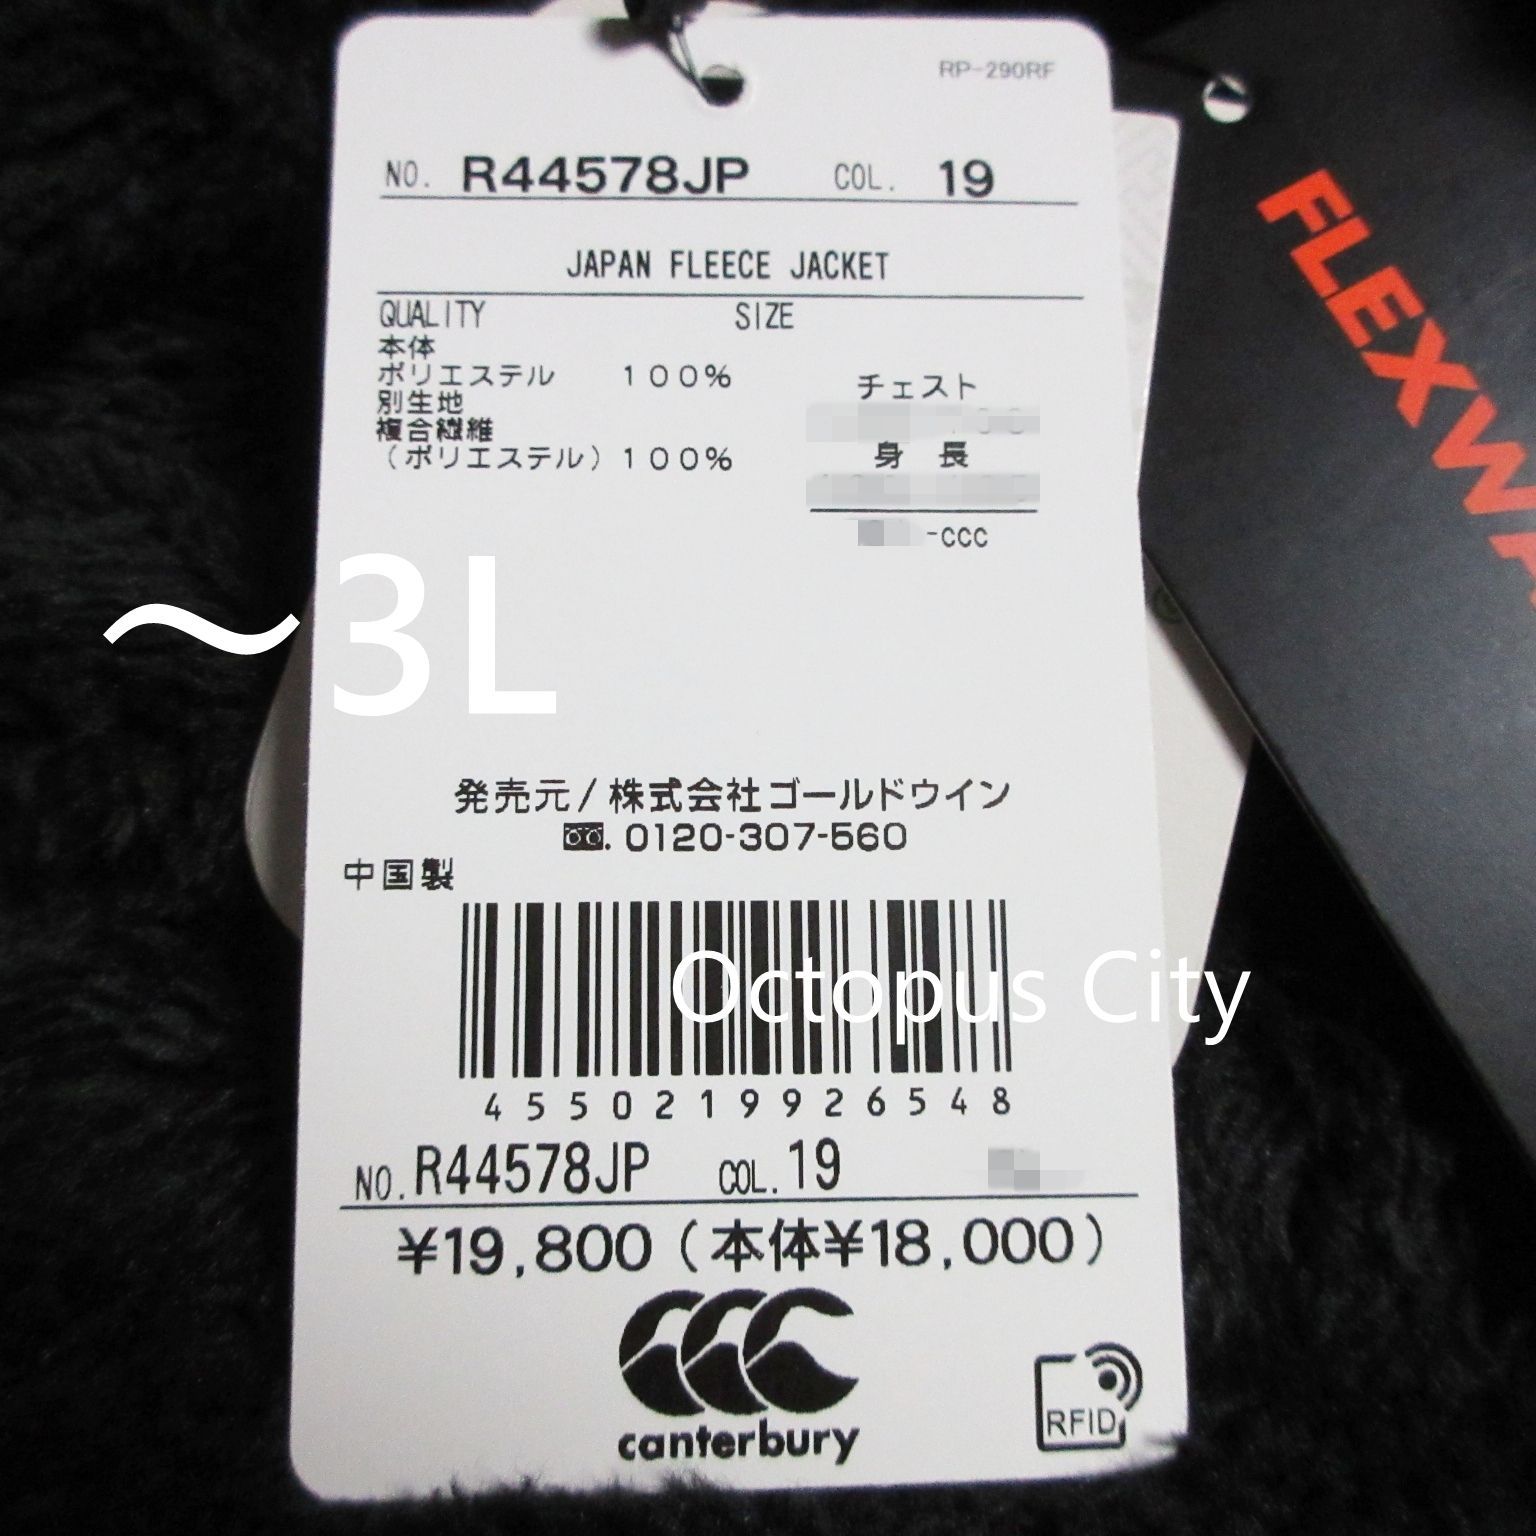 RP-290RF
NO. R44578JP COL. 19
JAPAN FLEECE JACKET
QUALITY SIZE
本体
ポリエステル 100%
別生地
複合繊維
(ポリエステル) 100%
チェスト
身 長
-CCC
～3L
発売元/株式会社ゴールドウイン
0120-307-560
中国製
Octopus City
4550219926548
NO. R44578JP COL. 19
¥19,800(本体¥18,000)
canterbury
RFID